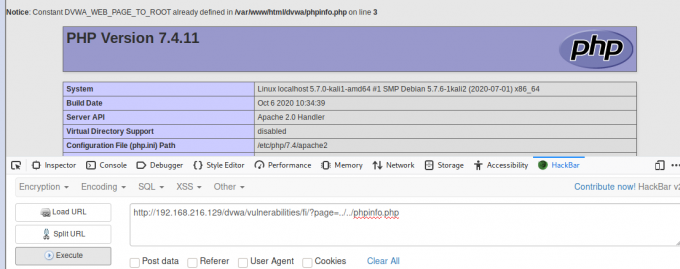 Notice: Constant DVWA_WEB_PAGE_TO_ROOT already defined in /var/www/html/dvwa/phpinfo.php on line 3
PHP Version 7.4.11
php
System Linux localhost 5.7.0-kali1-amd64 #1 SMP Debian 5.7.6-1kali2 (2020-07-01) x86_64
Build Date Oct 6 2020 10:34:39
Server API Apache 2.0 Handler
Virtual Directory Support disabled
Configuration File (php.ini) Path /etc/php/7.4/apache2
Inspector Console Debugger Style Editor Performance Memory Network Storage Accessibility HackBar
Encryption Encoding SQL XSS Other Contribute now! HackBar v2
Load URL http://192.168.216.129/dvwa/vulnerabilities/fi/?page=../../phpinfo.php
Split URL
Execute
Post data Referer User Agent Cookies Clear All